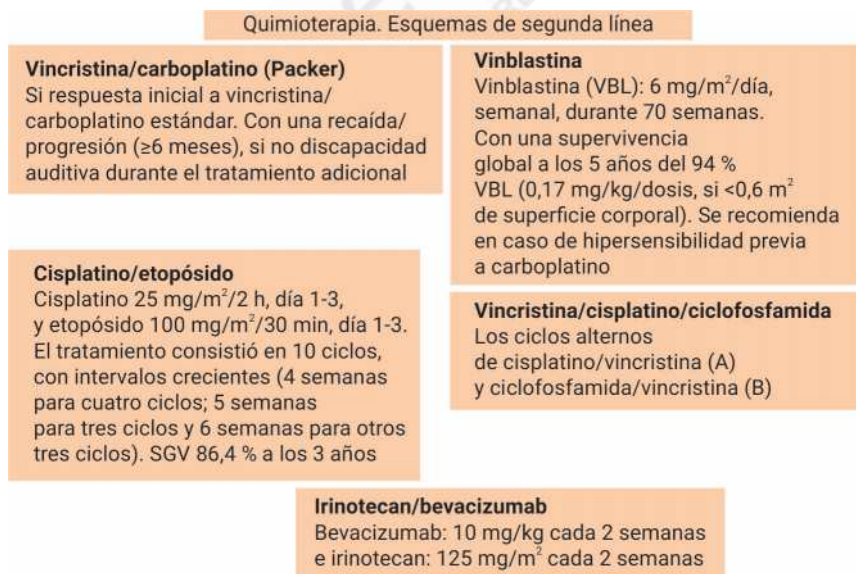 Quimioterapia. Esquemas de segunda línea
Vincristina/carboplatino (Packer)
Si respuesta inicial a vincristina/
carboplatino estándar. Con una recaída/
progresión (≥6 meses), si no discapacidad
auditiva durante el tratamiento adicional
Vinblastina
Vinblastina (VBL): 6 mg/m²/día,
semanal, durante 70 semanas.
Con una supervivencia
global a los 5 años del 94 %
VBL (0,17 mg/kg/dosis, si <0,6 m²
de superficie corporal). Se recomienda
en caso de hipersensibilidad previa
a carboplatino
Cisplatino/etopósido
Cisplatino 25 mg/m²/2 h, día 1-3,
y etopósido 100 mg/m²/30 min, día 1-3.
El tratamiento consistió en 10 ciclos,
con intervalos crecientes (4 semanas
para cuatro ciclos; 5 semanas
para tres ciclos y 6 semanas para otros
tres ciclos). SGV 86,4 % a los 3 años
Vincristina/cisplatino/ciclofosfamida
Los ciclos alternos
de cisplatino/vincristina (A)
y ciclofosfamida/vincristina (B)
Irinotecan/bevacizumab
Bevacizumab: 10 mg/kg cada 2 semanas
e irinotecan: 125 mg/m² cada 2 semanas